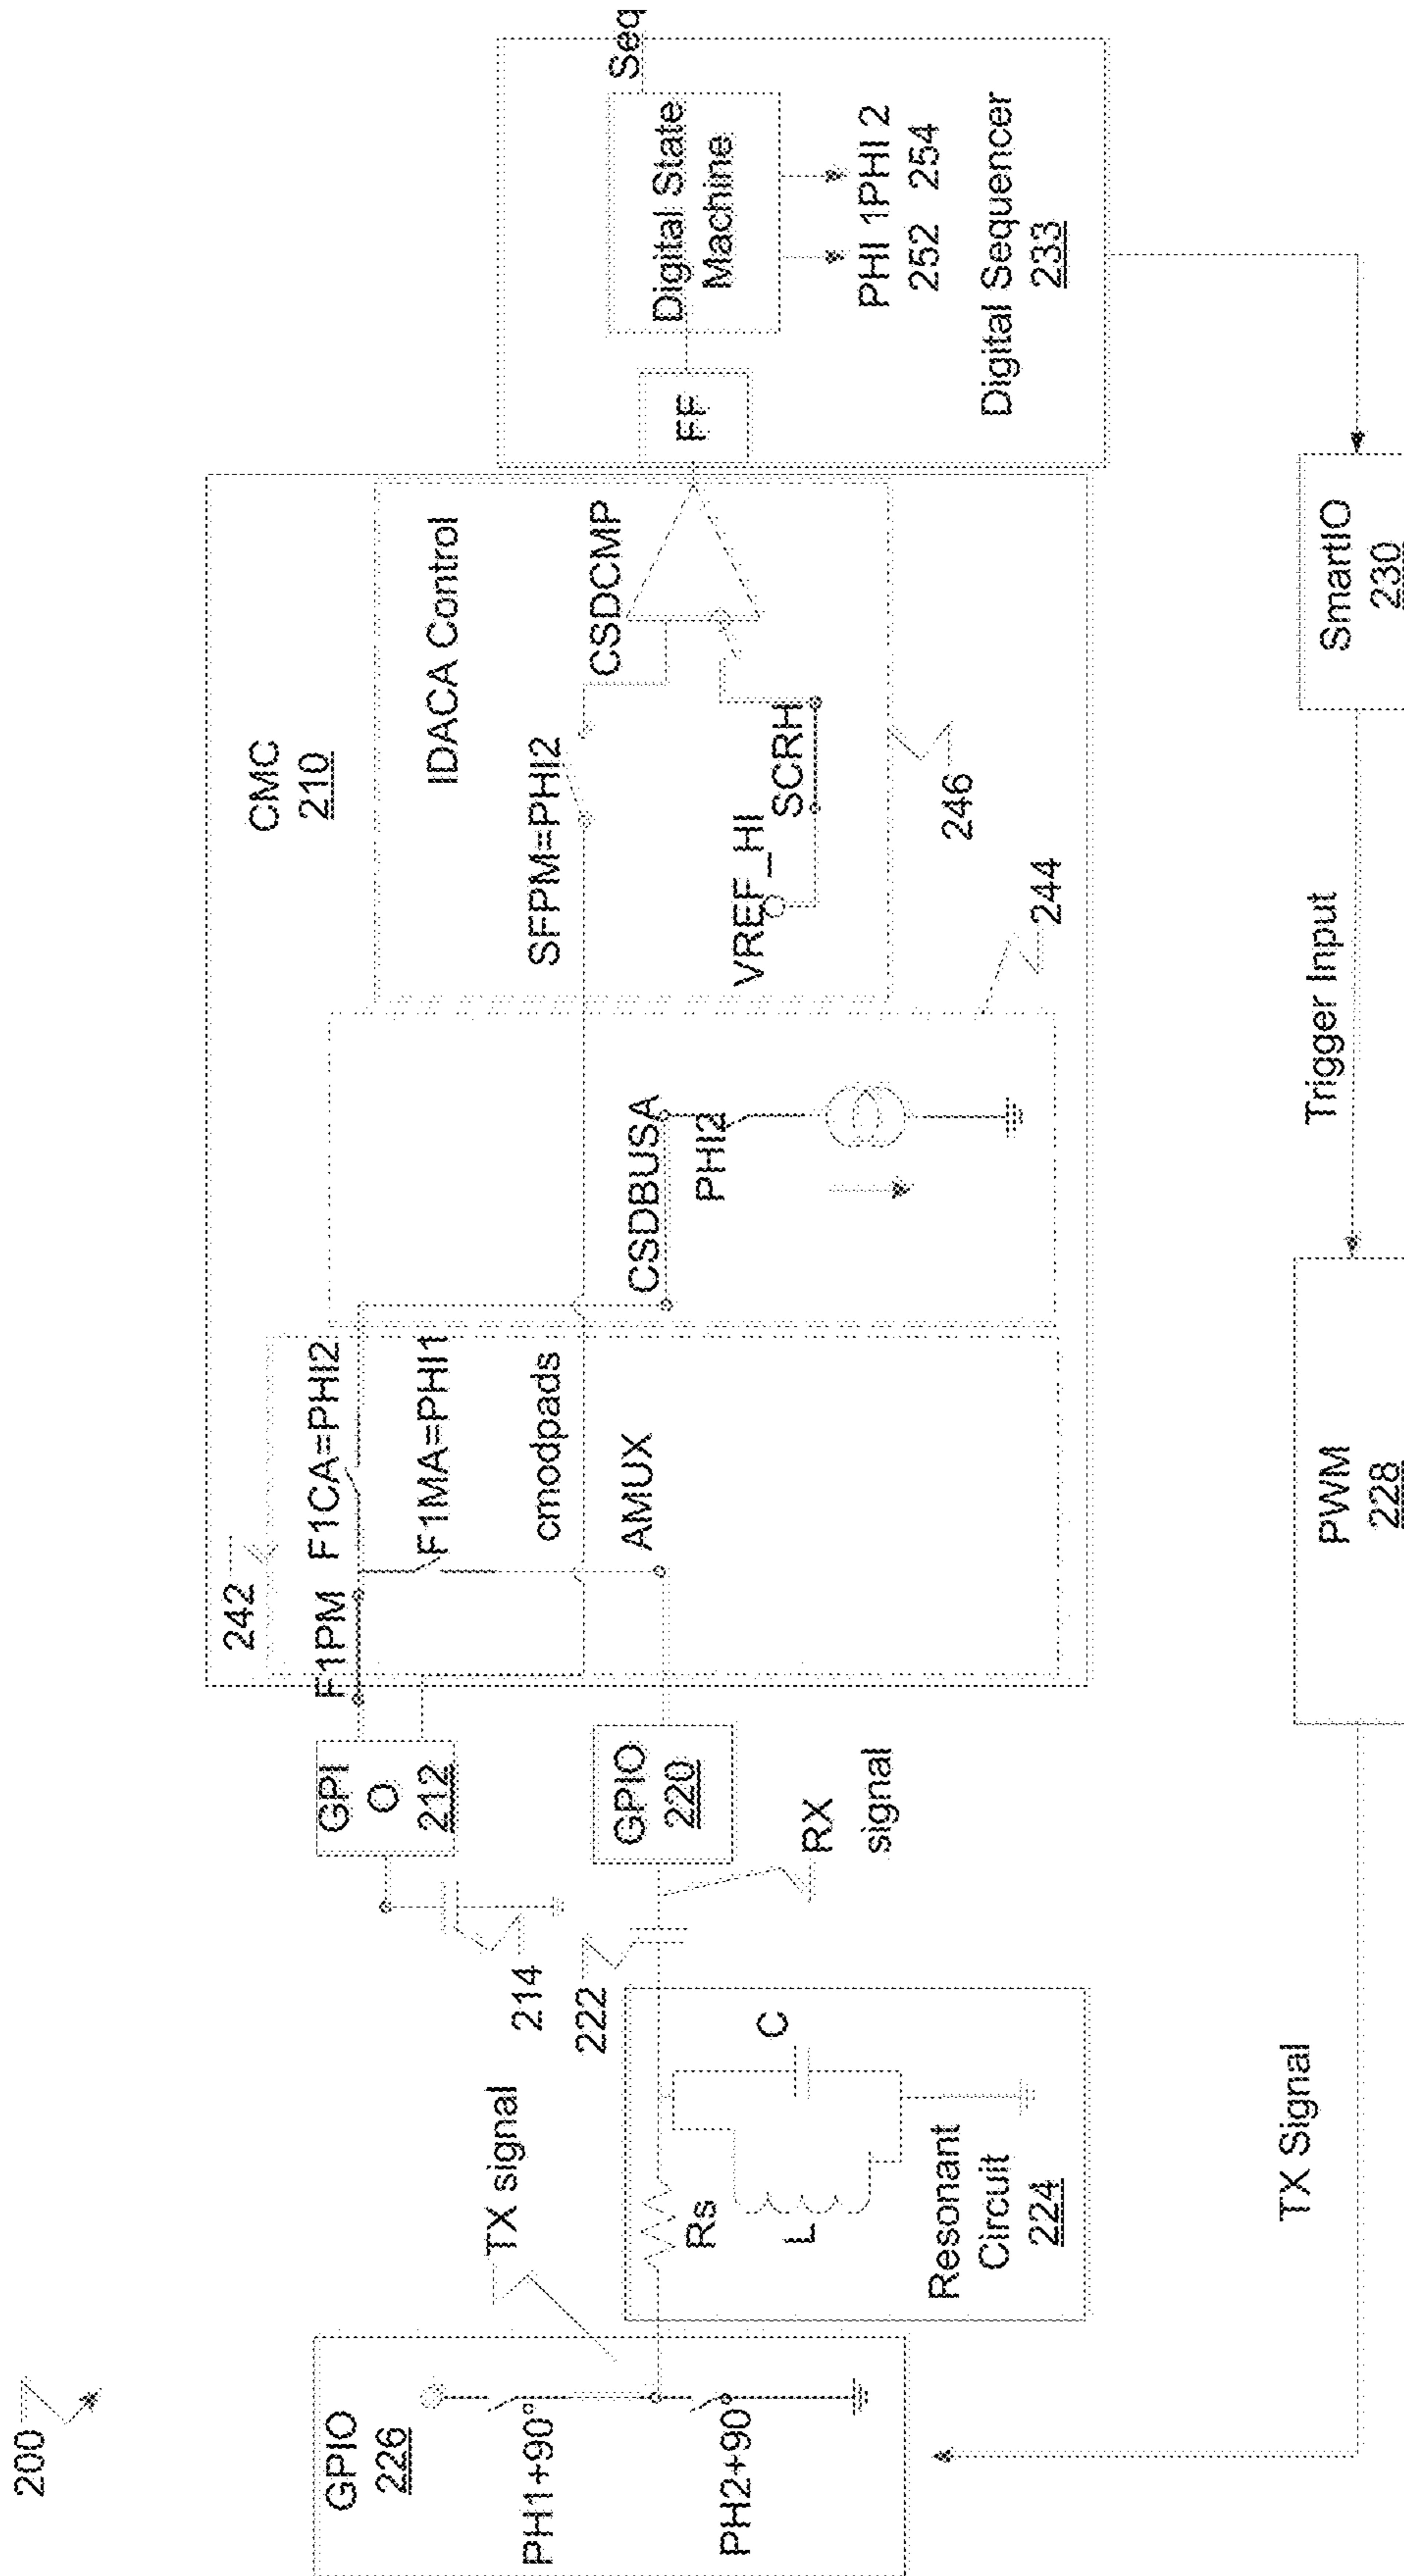 200
GPIO
226
PH1+90°
PH2+90
TX signal
Rs
L
C
Resonant
Circuit
224
214
222
GPI
O
212
GPIO
220
RX
signal
CMC
210
242
F1PM
F1CA=PHI2
F1MA=PHI1
cmodpads
AMUX
CSDBUSA
PHI2
244
IDACA Control
SFPM=PHI2
CSDCMP
VREF_HI
SCRH
246
FF
Digital State
Machine
Seq
PHI 1PHI 2
252 254
Digital Sequencer
233
TX Signal
PWM
228
Trigger Input
SmartIO
230